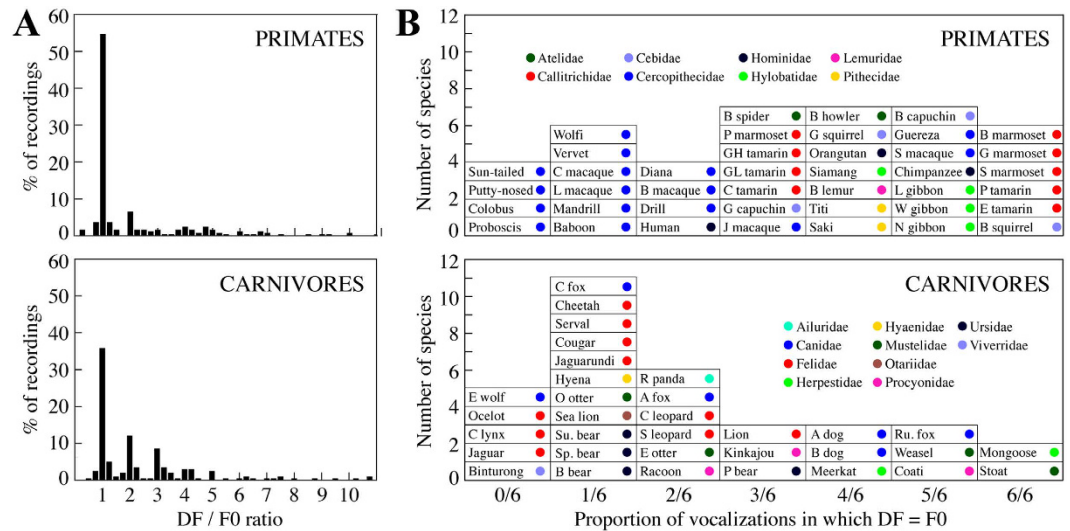 A
60
50
40
30
20
10
0
% of recordings
PRIMATES
60
50
40
30
20
10
0
% of recordings
CARNIVORES
1 2 3 4 5 6 7 8 9 10
DF / F0 ratio
B
12
10
8
6
4
2
0
Number of species
PRIMATES
Atelidae Cebidae Hominidae Lemuridae
Callitrichidae Cercopithecidae Hylobatidae Pithecidae
B spider B howler B capuchin
Wolfi P marmoset G squirrel Guereza B marmoset
Vervet GH tamarin Orangutan S macaque G marmoset
Sun-tailed C macaque Diana GL tamarin Siamang Chimpanzee S marmoset
Putty-nosed L macaque B macaque C tamarin B lemur L gibbon P tamarin
Colobus Mandrill Drill G capuchin Titi W gibbon E tamarin
Proboscis Baboon Human J macaque Saki N gibbon B squirrel
12
10
8
6
4
2
0
Number of species
CARNIVORES
Ailuridae Hyaenidae Ursidae
Canidae Mustelidae Viverridae
Felidae Otariidae
Herpestidae Procyonidae
C fox
Cheetah
Serval
Cougar
Jaguarundi
Hyena R panda
E wolf O otter A fox
Ocelot Sea lion C leopard
C lynx Su. bear S leopard Lion A dog Ru. fox
Jaguar Sp. bear E otter Kinkajou B dog Weasel Mongoose
Binturong B bear Racoon P bear Meerkat Coati Stoat
0/6 1/6 2/6 3/6 4/6 5/6 6/6
Proportion of vocalizations in which DF = F0